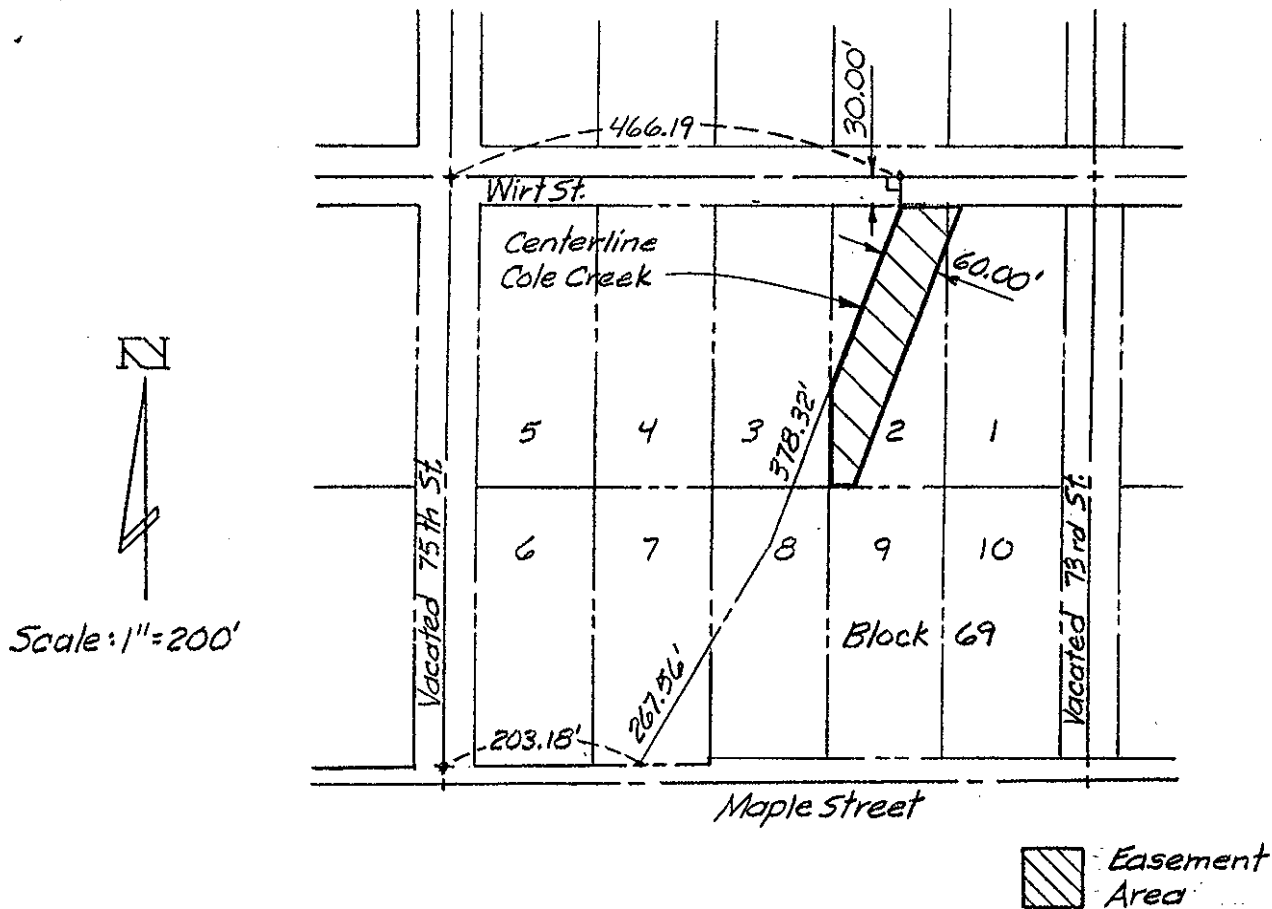 30.00'
466.19
Wirt St.
Centerline
Cole Creek
60.00'
N
378.32'
5 4 3 2 1
Vacated 75th St.
Vacated 73rd St.
6 7 8 9 10
Scale: 1"=200'
Block 69
267.56'
203.18'
Maple Street
Easement
Area